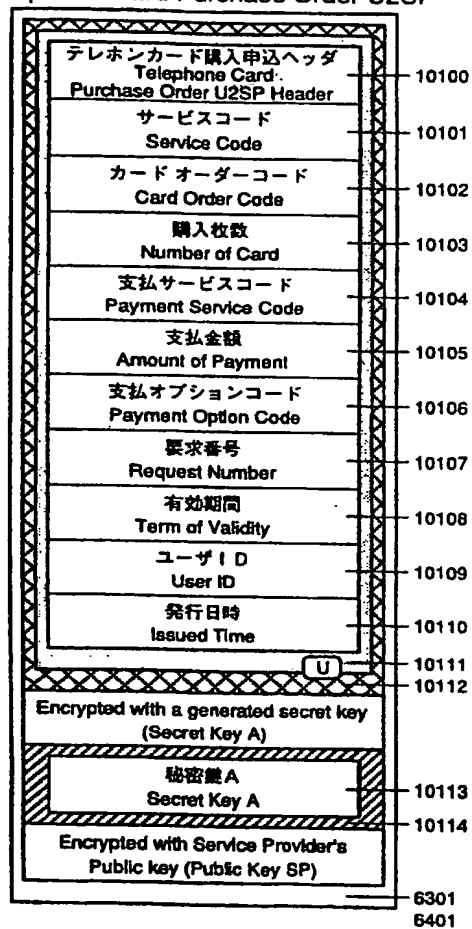 Card Purchase Order U2SP
テレホンカード購入申込ヘッダ
Telephone Card
Purchase Order U2SP Header
10100
サービスコード
Service Code
10101
カード オーダーコード
Card Order Code
10102
購入枚数
Number of Card
10103
支払サービスコード
Payment Service Code
10104
支払金額
Amount of Payment
10105
支払オプションコード
Payment Option Code
10106
要求番号
Request Number
10107
有効期間
Term of Validity
10108
ユーザID
User ID
10109
発行日時
Issued Time
10110
U
10111
10112
Encrypted with a generated secret key
(Secret Key A)
秘密鍵A
Secret Key A
10113
10114
Encrypted with Service Provider's
Public key (Public Key SP)
6301
6401